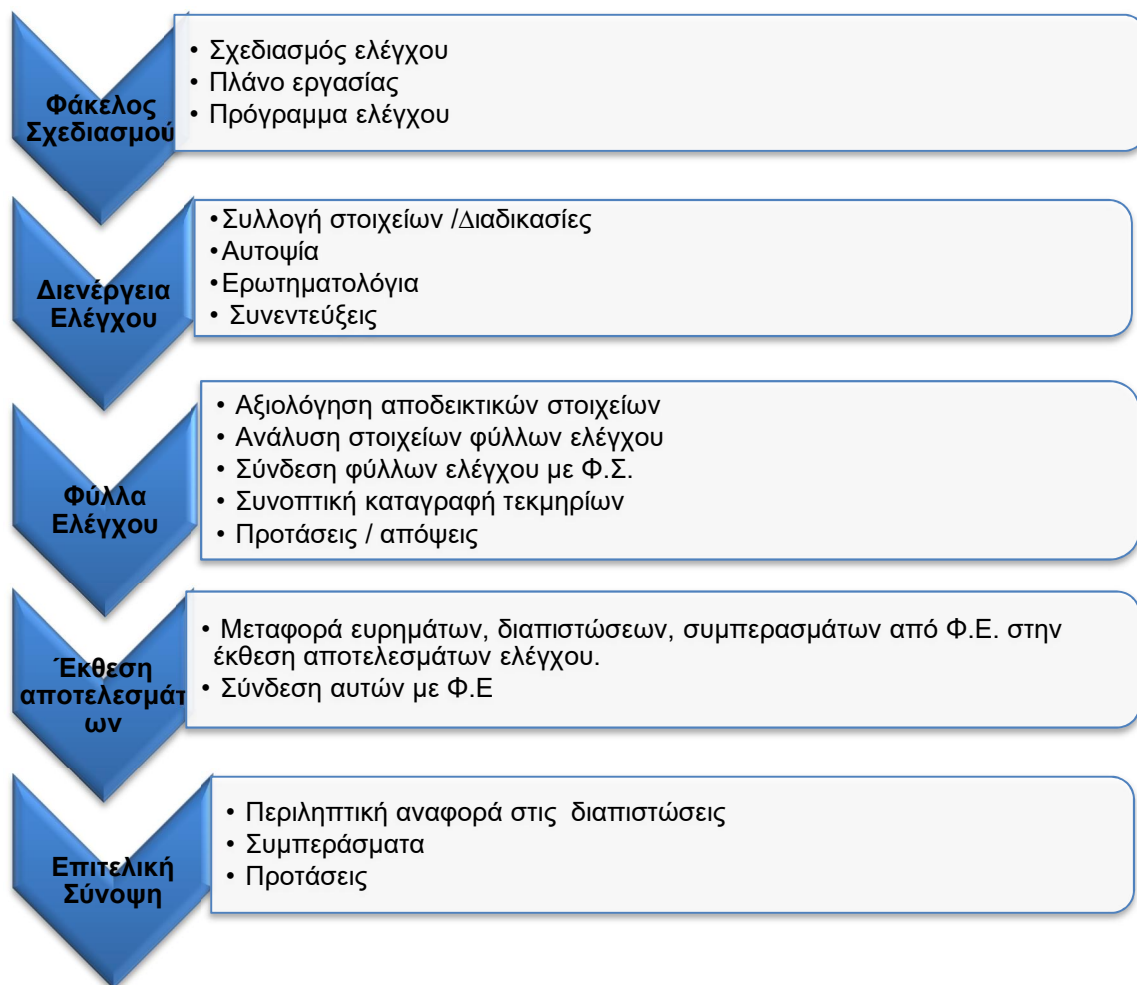 Φάκελος
Σχεδιασμού
• Σχεδιασμός ελέγχου
• Πλάνο εργασίας
• Πρόγραμμα ελέγχου
Διενέργεια
Ελέγχου
•Συλλογή στοιχείων /Διαδικασίες
•Αυτοψία
•Ερωτηματολόγια
• Συνεντεύξεις
Φύλλα
Ελέγχου
• Αξιολόγηση αποδεικτικών στοιχείων
• Ανάλυση στοιχείων φύλλων ελέγχου
• Σύνδεση φύλλων ελέγχου με Φ.Σ.
• Συνοπτική καταγραφή τεκμηρίων
• Προτάσεις / απόψεις
Έκθεση
αποτελεσμάτ
ων
• Μεταφορά ευρημάτων, διαπιστώσεων, συμπερασμάτων από Φ.Ε. στην
έκθεση αποτελεσμάτων ελέγχου.
• Σύνδεση αυτών με Φ.Ε
Επιτελική
Σύνοψη
• Περιληπτική αναφορά στις διαπιστώσεις
• Συμπεράσματα
• Προτάσεις